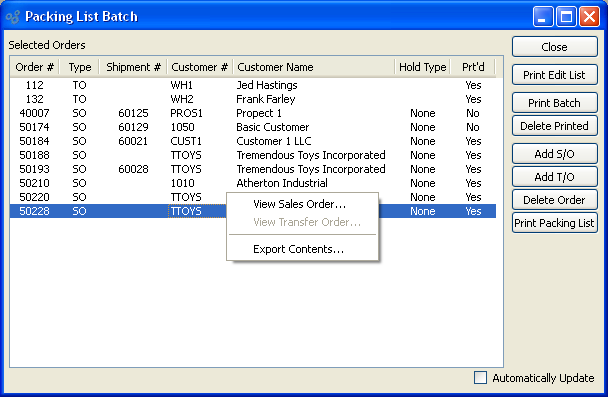 Packing List Batch
Selected Orders
Order # Type Shipment # Customer # Customer Name Hold Type Prt'd
112 TO WH1 Jed Hastings Yes
132 TO WH2 Frank Farley Yes
40007 SO 60125 PROS1 Propect 1 None No
50174 SO 60129 1050 Basic Customer None No
50184 SO 60021 CUST1 Customer 1 LLC None Yes
50188 SO TTOYS Tremendous Toys Incorporated None Yes
50193 SO 60028 TTOYS Tremendous Toys Incorporated None Yes
50210 SO 1010 Atherton Industrial None Yes
50220 SO TTOYS None Yes
50228 SO TTOYS None Yes
View Sales Order...
View Transfer Order...
Export Contents...
Close
Print Edit List
Print Batch
Delete Printed
Add S/O
Add T/O
Delete Order
Print Packing List
Automatically Update